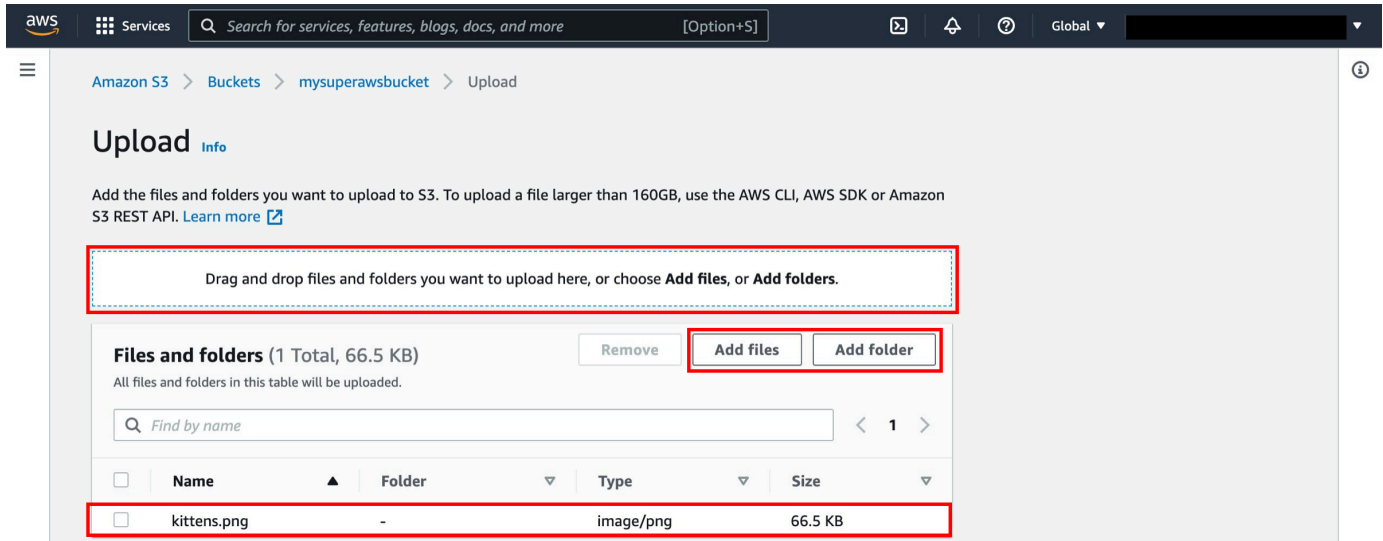 aws Services Search for services, features, blogs, docs, and more [Option+S] Global
Amazon S3 > Buckets > mysuperawsbucket > Upload
Upload Info
Add the files and folders you want to upload to S3. To upload a file larger than 160GB, use the AWS CLI, AWS SDK or Amazon
S3 REST API. Learn more
Drag and drop files and folders you want to upload here, or choose Add files, or Add folders.
Files and folders (1 Total, 66.5 KB) Remove Add files Add folder
All files and folders in this table will be uploaded.
Find by name < 1 >
Name Folder Type Size
kittens.png - image/png 66.5 KB